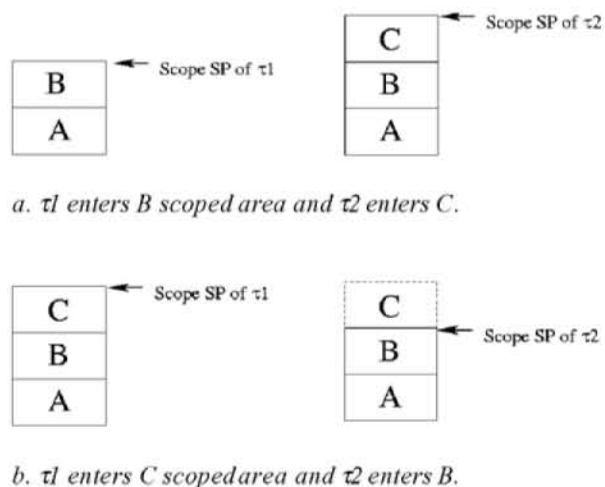 C
Scope SP of τ2
B
Scope SP of τ1
B
A
A
a. τ1 enters B scoped area and τ2 enters C.
C
Scope SP of τ1
C
B
B
Scope SP of τ2
A
A
b. τ1 enters C scoped area and τ2 enters B.